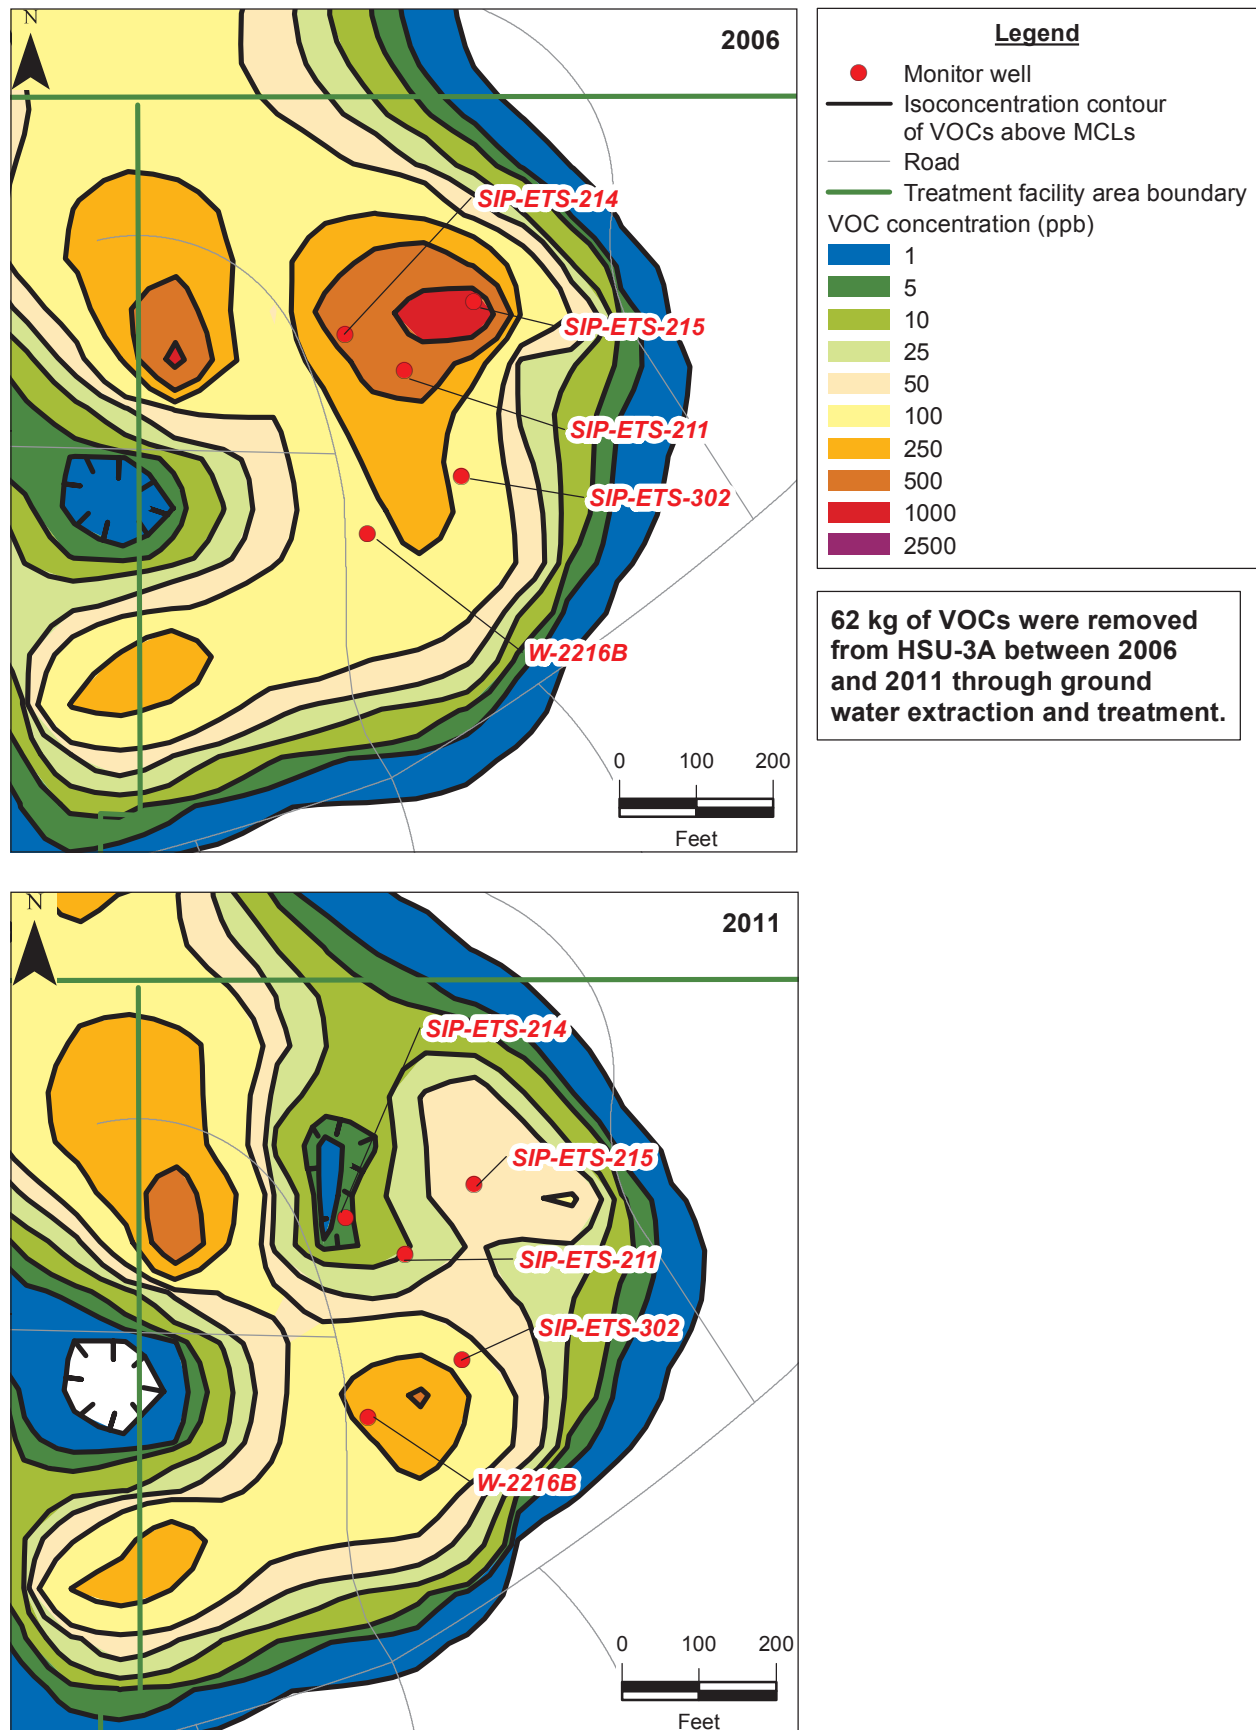 N
2006
SIP-ETS-214
SIP-ETS-215
SIP-ETS-211
SIP-ETS-302
W-2216B
0 100 200
Feet
Legend
Monitor well
Isoconcentration contour
of VOCs above MCLs
Road
Treatment facility area boundary
VOC concentration (ppb)
1
5
10
25
50
100
250
500
1000
2500
62 kg of VOCs were removed
from HSU-3A between 2006
and 2011 through ground
water extraction and treatment.
N
2011
SIP-ETS-214
SIP-ETS-215
SIP-ETS-211
SIP-ETS-302
W-2216B
0 100 200
Feet